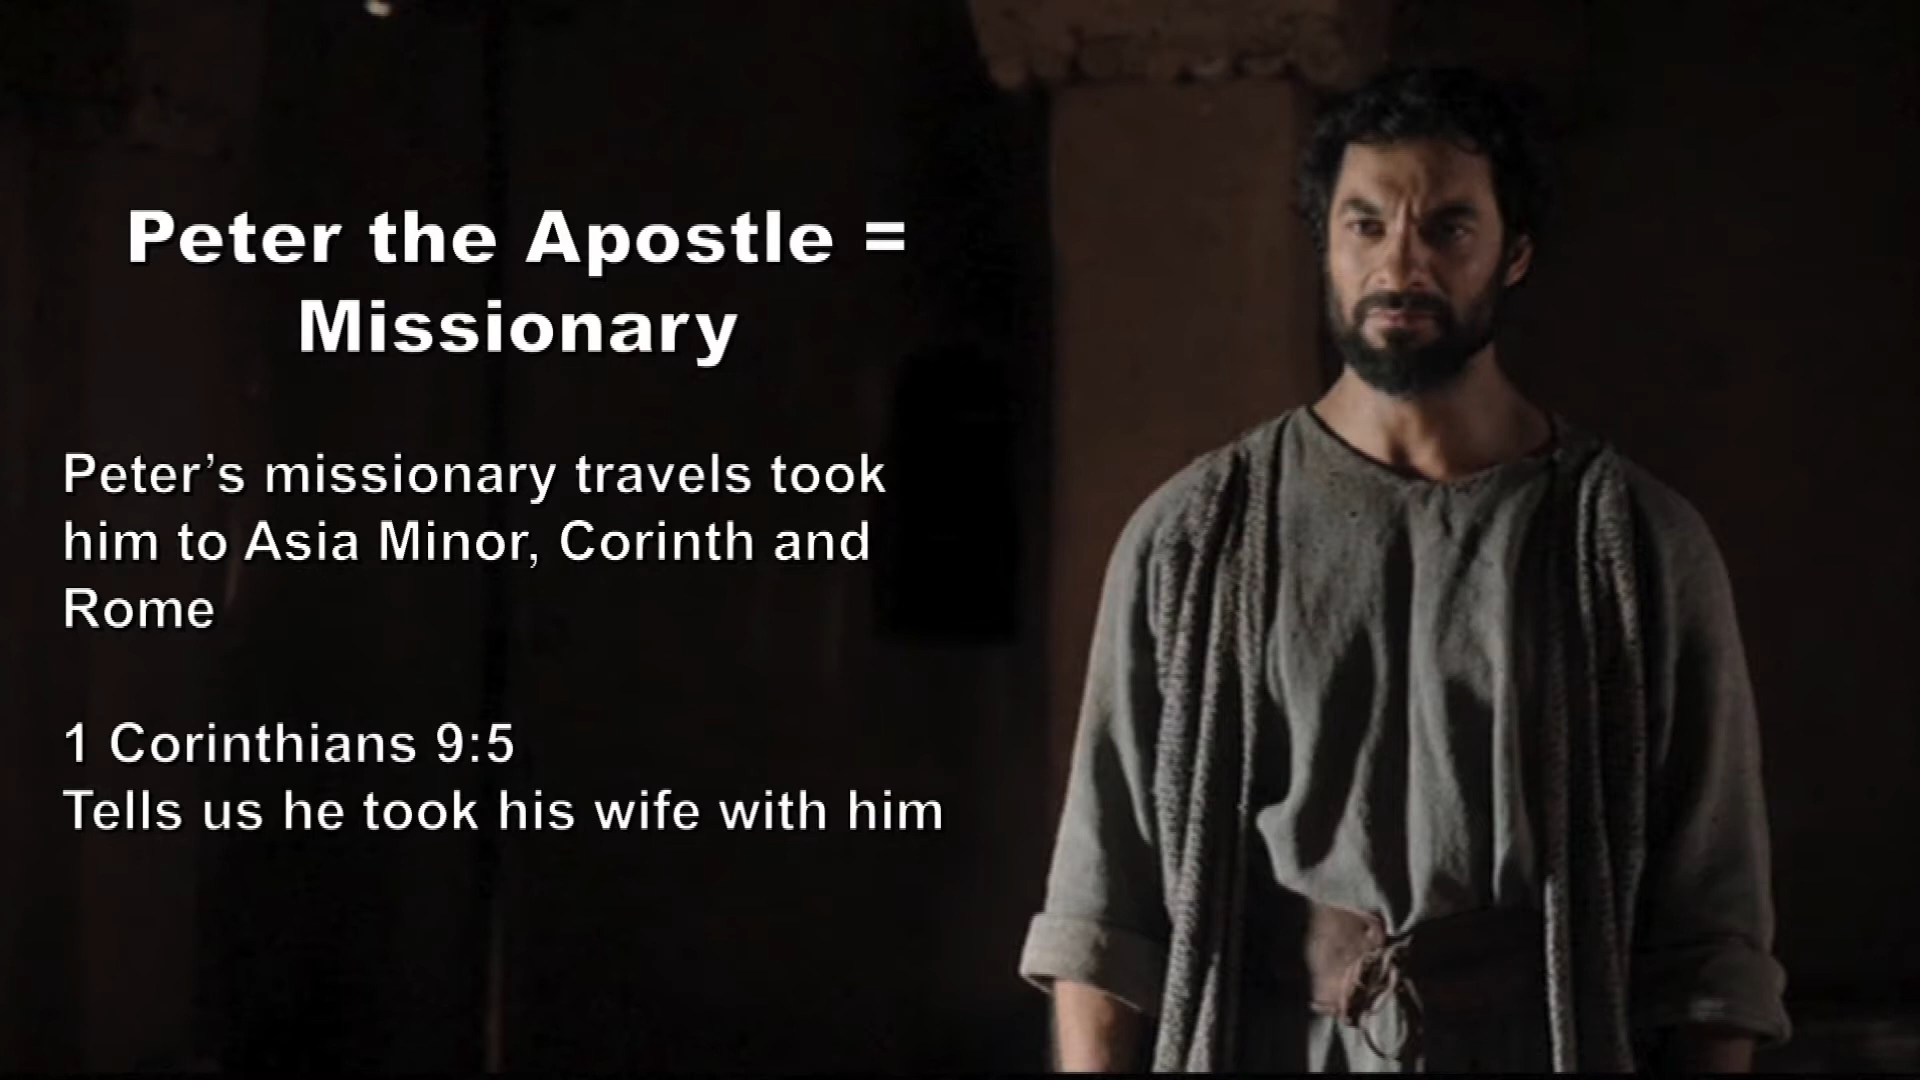 Peter the Apostle =
Missionary
Peter’s missionary travels took
him to Asia Minor, Corinth and
Rome
1 Corinthians 9:5
Tells us he took his wife with him